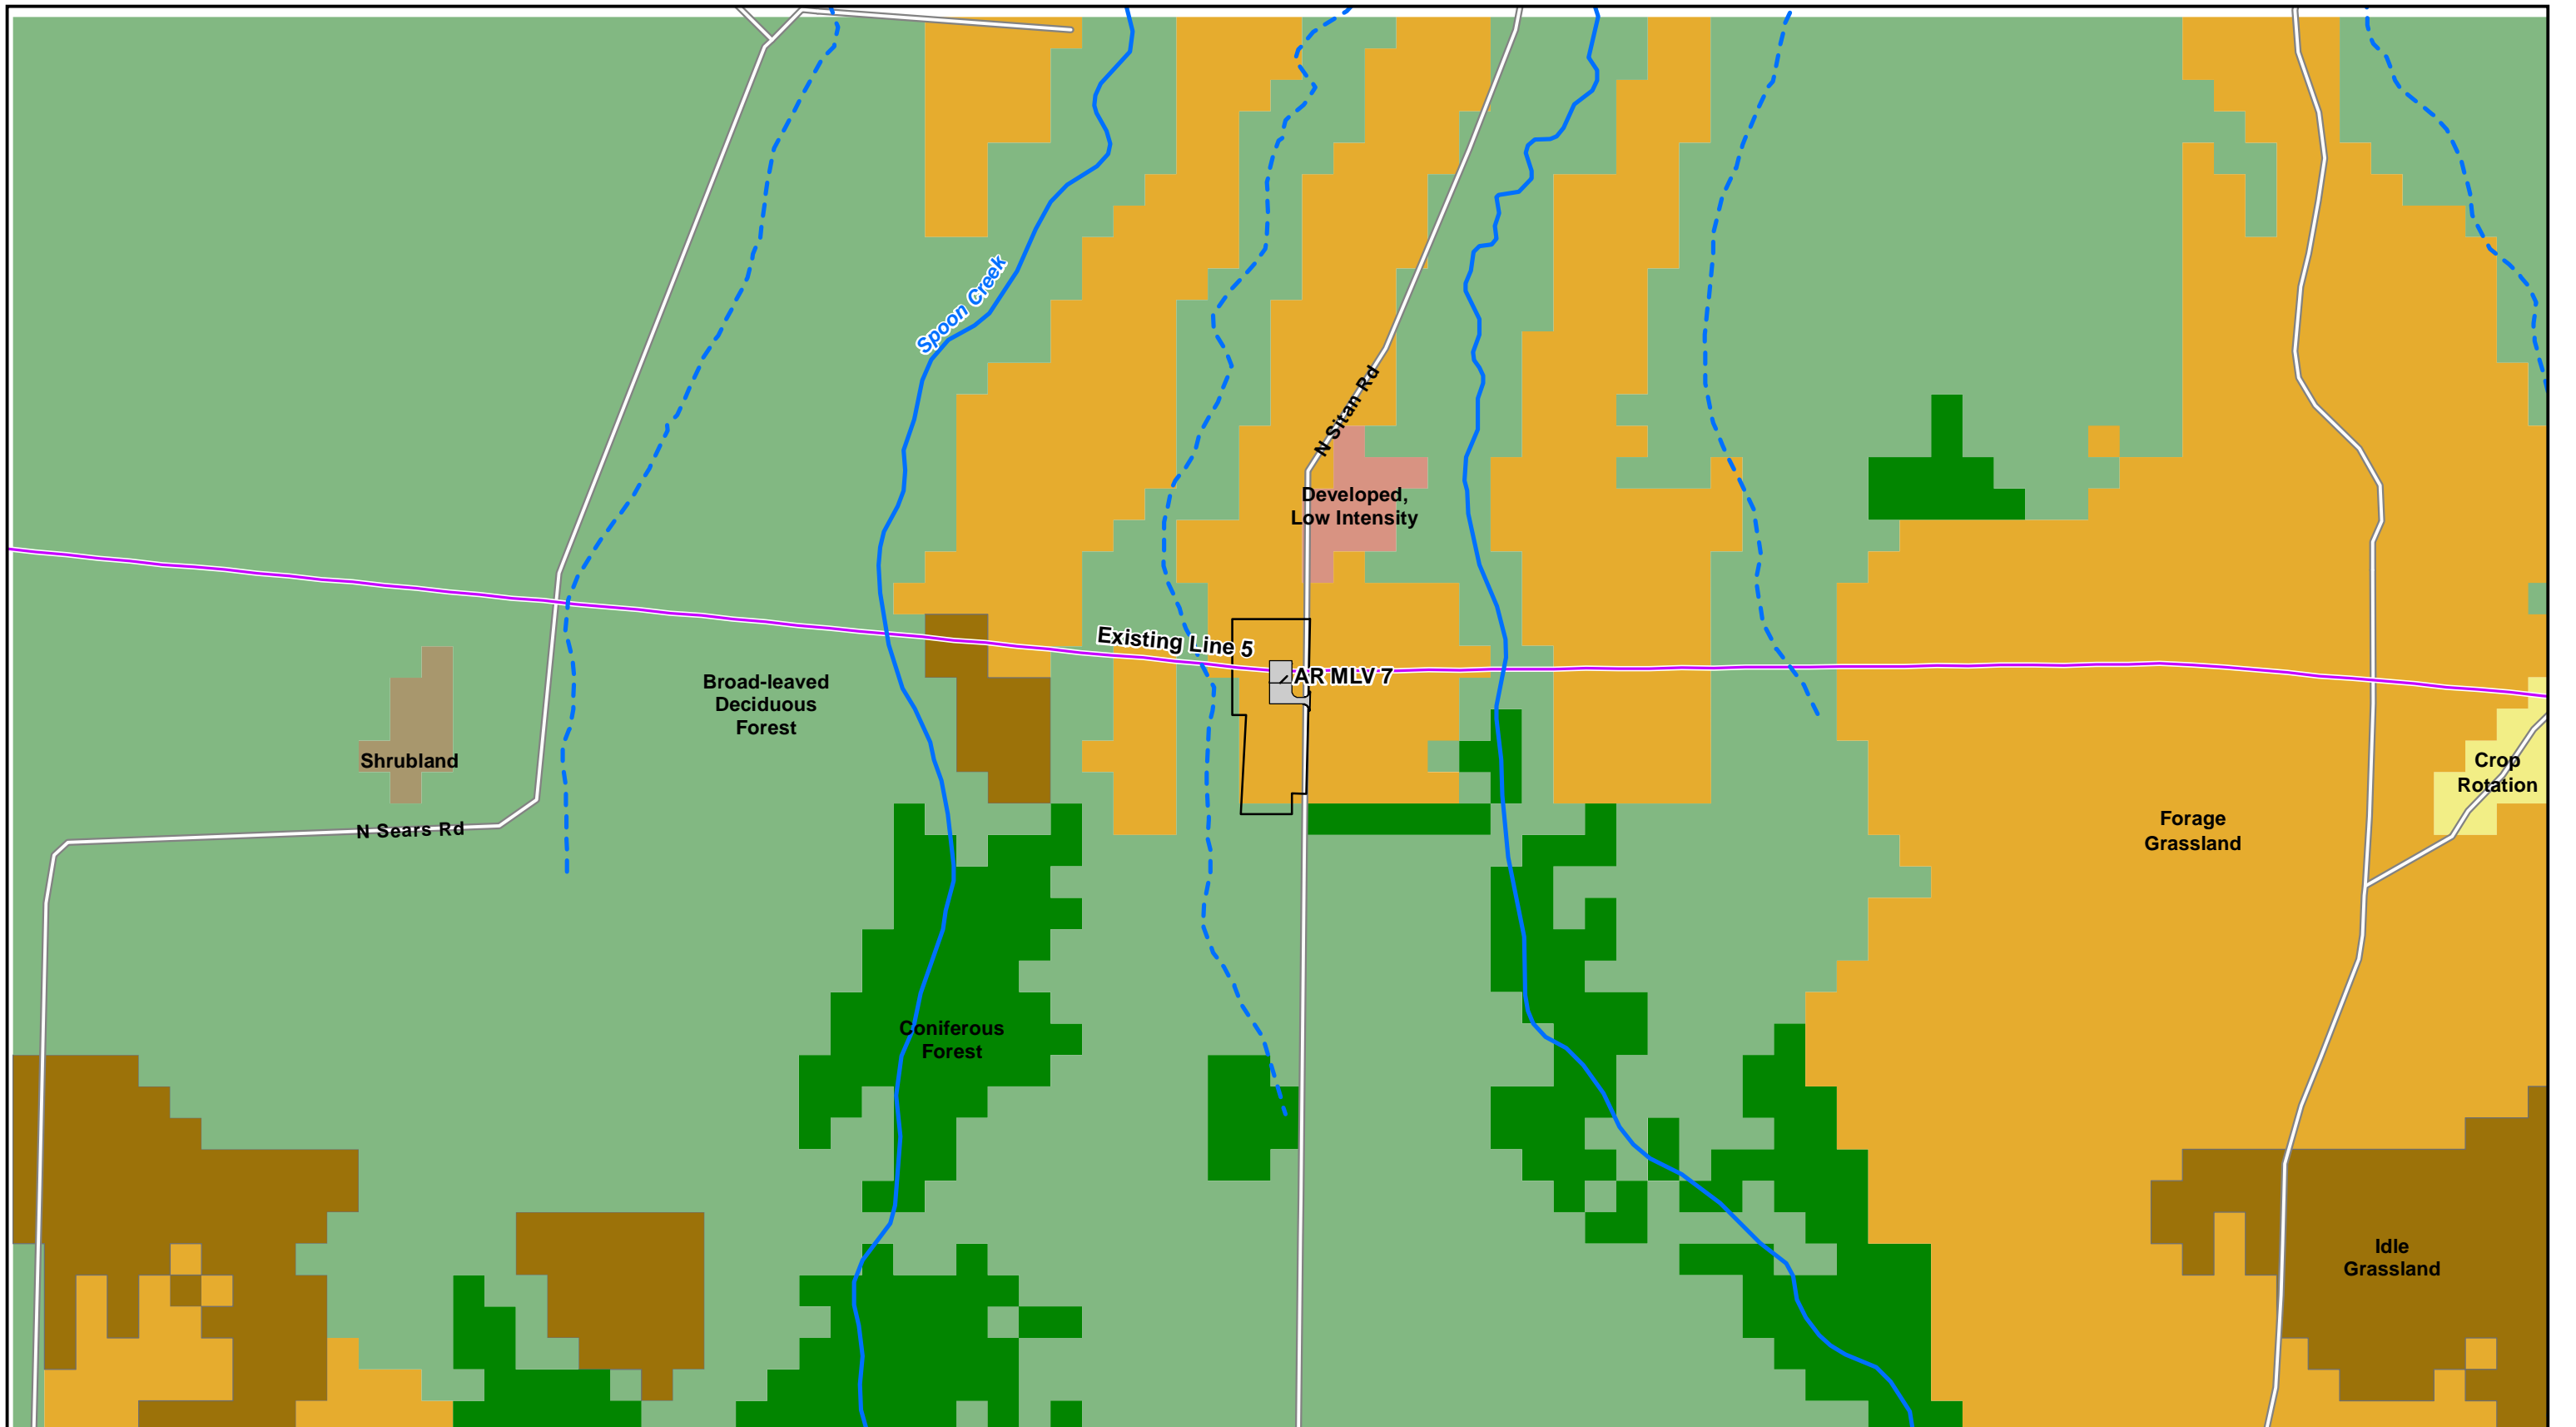 Spoon Creek
N Sitan Rd
Developed,
Low Intensity
Existing Line 5
AR MLV 7
Broad-leaved
Deciduous
Forest
Shrubland
Crop
Rotation
N Sears Rd
Forage
Grassland
Coniferous
Forest
Idle
Grassland